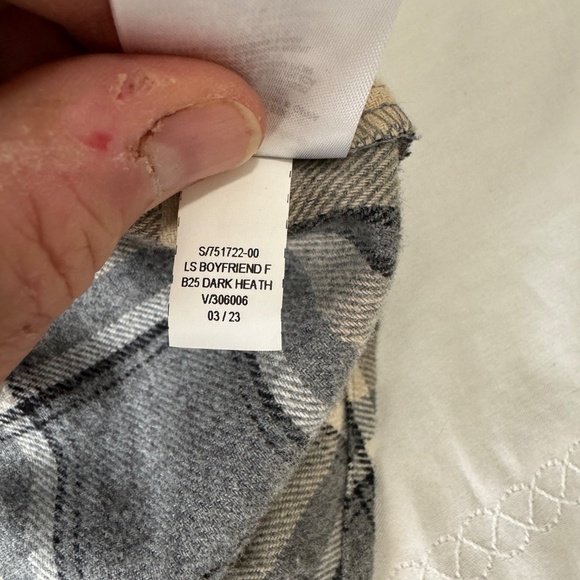 S/751722-00
LS BOYFRIEND F
B25 DARK HEATH
V/306006
03 / 23